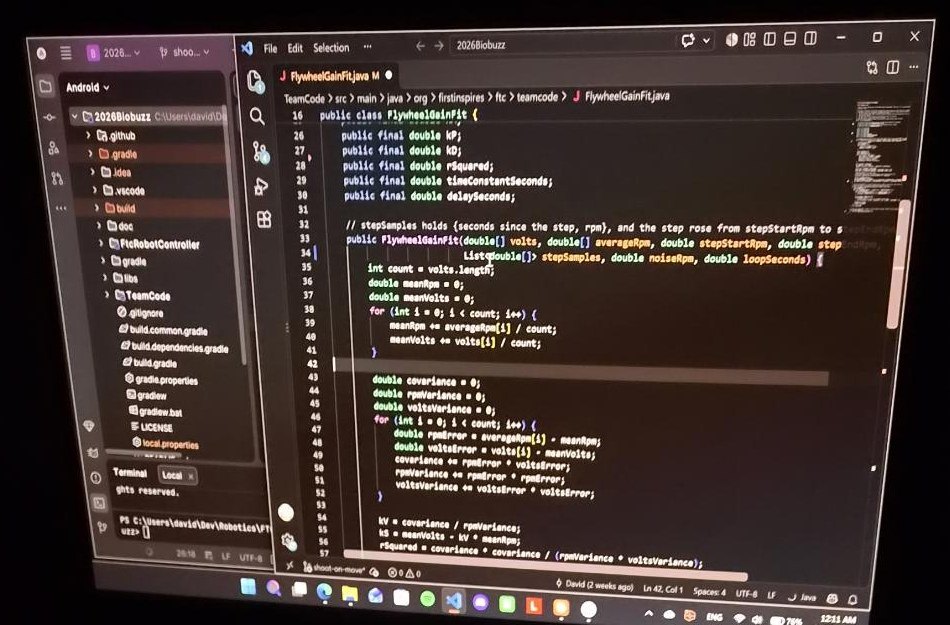 2026...
shoo...
File Edit Selection ...
2026Biobuzz
Android
FlywheelGainFit.java M
TeamCode > src > main > java > org > firstinspires > ftc > teamcode > J FlywheelGainFit.java
2026Biobuzz C:\Users\david\De
.github
.gradle
.idea
.vscode
build
doc
FtcRobotController
gradle
libs
TeamCode
.gitignore
build.common.gradle
build.dependencies.gradle
build.gradle
gradle.properties
gradlew
gradlew.bat
LICENSE
local.properties
Terminal Local ×
ghts reserved.
PS C:\Users\david\Dev\Robotics\FT
uzz>
26:18 LF UTF-8
16 public class FlywheelGainFit {
26 public final double kP;
27 public final double kD;
28 public final double rSquared;
29 public final double timeConstantSeconds;
30 public final double delaySeconds;
31
32 // stepSamples holds {seconds since the step, rpm}, and the step rose from stepStartRpm to s
33 public FlywheelGainFit(double[] volts, double[] averageRpm, double stepStartRpm, double step
34 List<double[]> stepSamples, double noiseRpm, double loopSeconds) {
35 int count = volts.length;
36 double meanRpm = 0;
37 double meanVolts = 0;
38 for (int i = 0; i < count; i++) {
39 meanRpm += averageRpm[i] / count;
40 meanVolts += volts[i] / count;
41 }
42
43 double covariance = 0;
44 double rpmVariance = 0;
45 double voltsVariance = 0;
46 for (int i = 0; i < count; i++) {
47 double rpmError = averageRpm[i] - meanRpm;
48 double voltsError = volts[i] - meanVolts;
49 covariance += rpmError * voltsError;
50 rpmVariance += rpmError * rpmError;
51 voltsVariance += voltsError * voltsError;
52 }
53
54 kV = covariance / rpmVariance;
55 kS = meanVolts - kV * meanRpm;
56 rSquared = covariance * covariance / (rpmVariance * voltsVariance);
57
shoot-on-move* 0 0 David (2 weeks ago) Ln 42, Col 1 Spaces: 4 UTF-8 LF Java
ENG 76% 12:11 AM